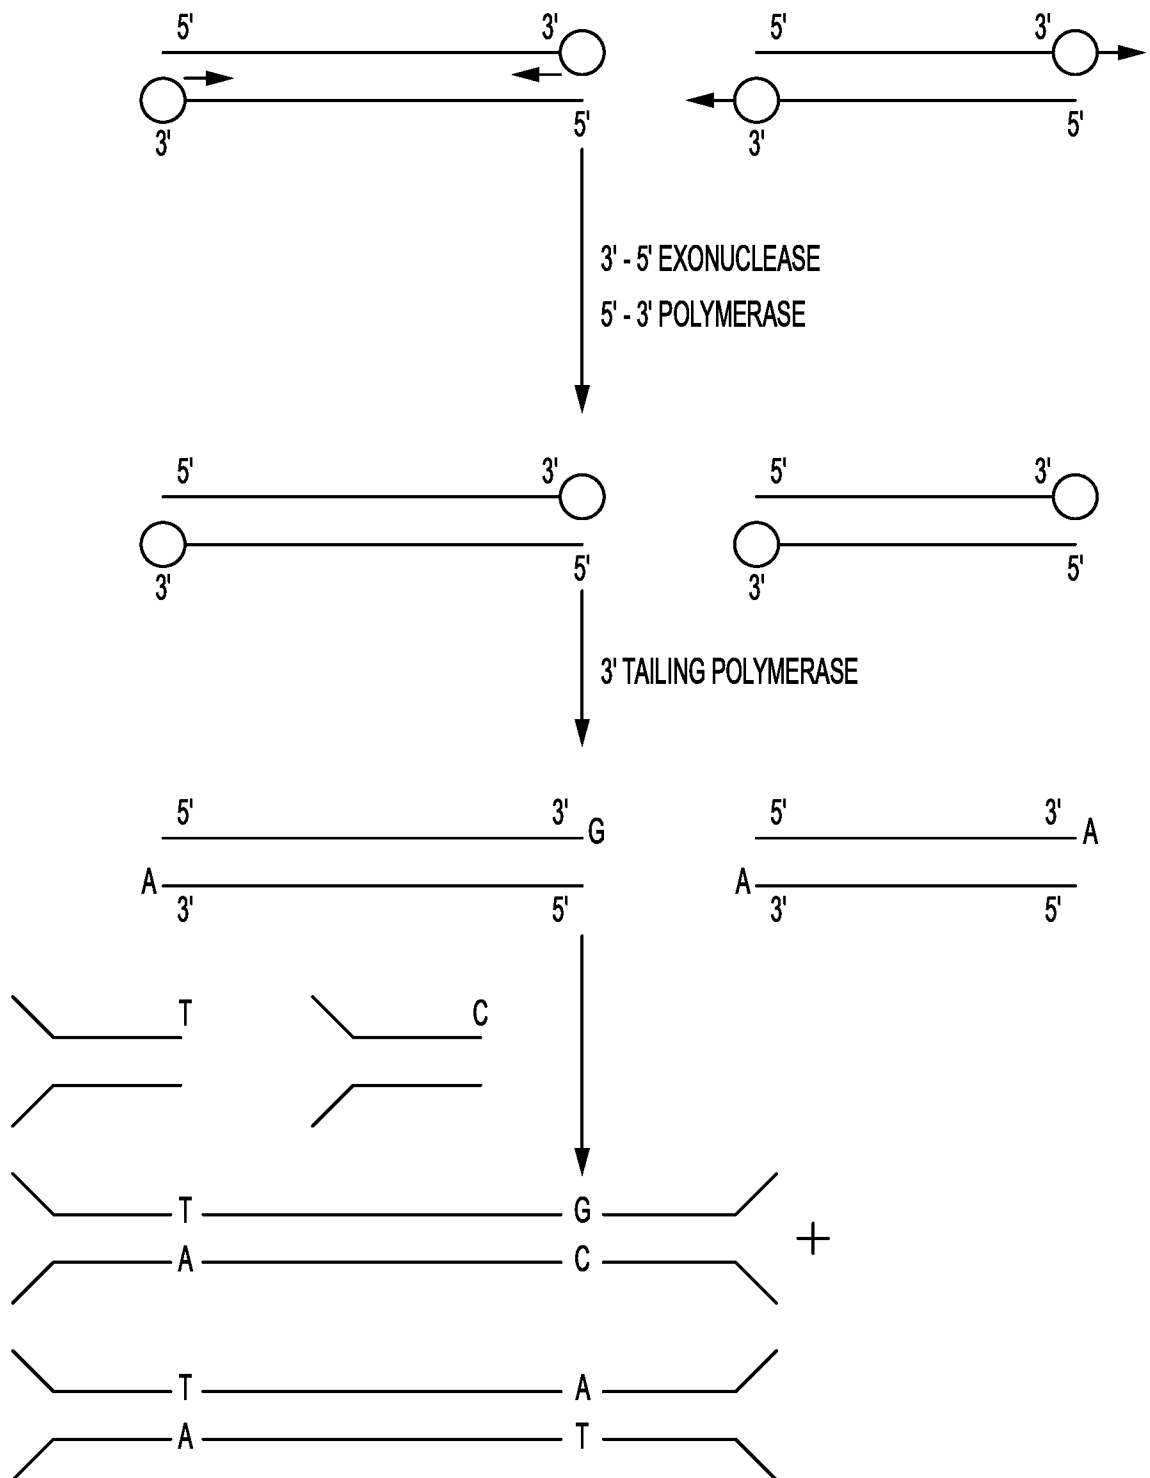 5' 3' 5' 3'
3' 5' 3' 5'
3' - 5' EXONUCLEASE
5' - 3' POLYMERASE
5' 3' 5' 3'
3' 5' 3' 5'
3' TAILING POLYMERASE
5' 3' G 5' 3' A
A 3' 5' A 3' 5'
T C
T G
+
A C
T A
A T